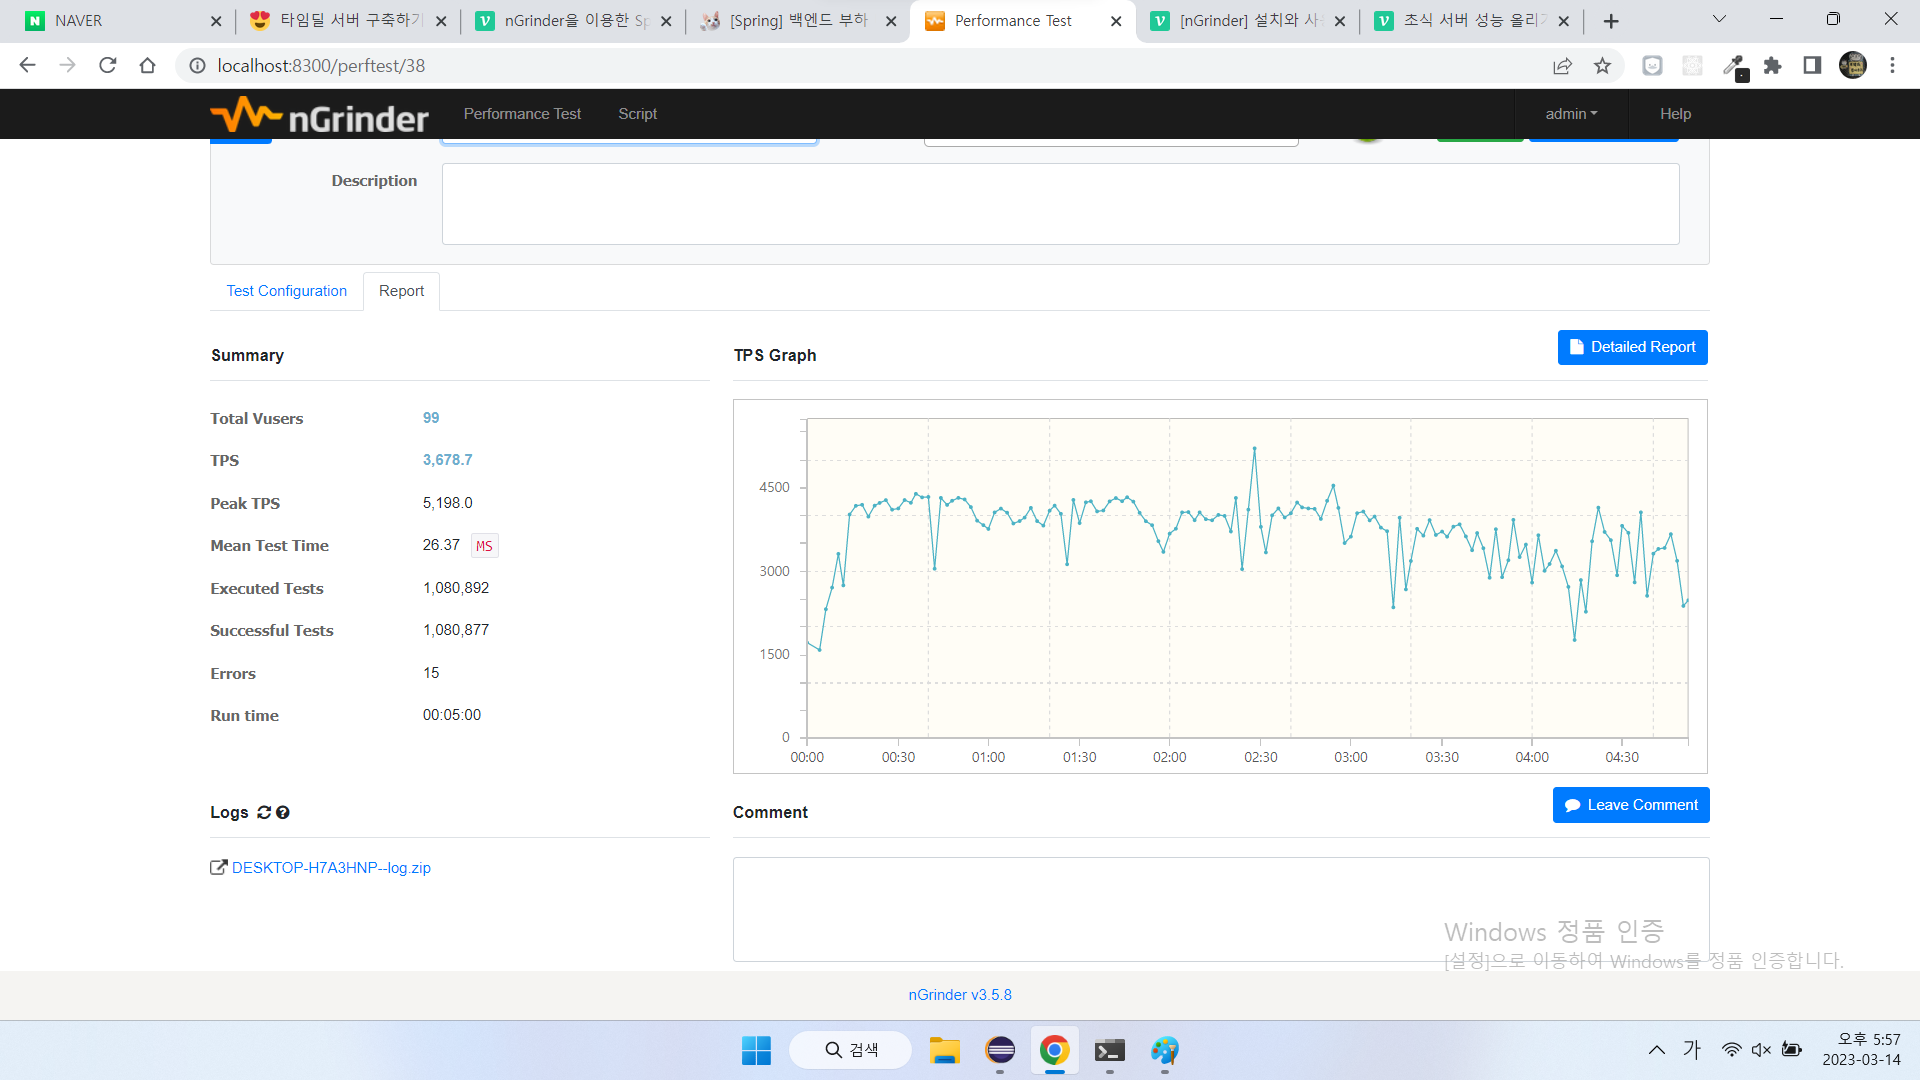 NAVER
타임딜 서버 구축하기
nGrinder을 이용한 Sp
[Spring] 백엔드 부하
Performance Test
[nGrinder] 설치와 사용
초식 서버 성능 올리기
localhost:8300/perftest/38
nGrinder
Performance Test
Script
admin
Help
Description
Test Configuration
Report
Summary
TPS Graph
Detailed Report
Total Vusers 99
TPS 3,678.7
Peak TPS 5,198.0
Mean Test Time 26.37 MS
Executed Tests 1,080,892
Successful Tests 1,080,877
Errors 15
Run time 00:05:00
4500
3000
1500
0
00:00 00:30 01:00 01:30 02:00 02:30 03:00 03:30 04:00 04:30
Logs
Comment
Leave Comment
DESKTOP-H7A3HNP--log.zip
Windows 정품 인증
[설정]으로 이동하여 Windows를 정품 인증합니다.
nGrinder v3.5.8
검색
가
오후 5:57
2023-03-14